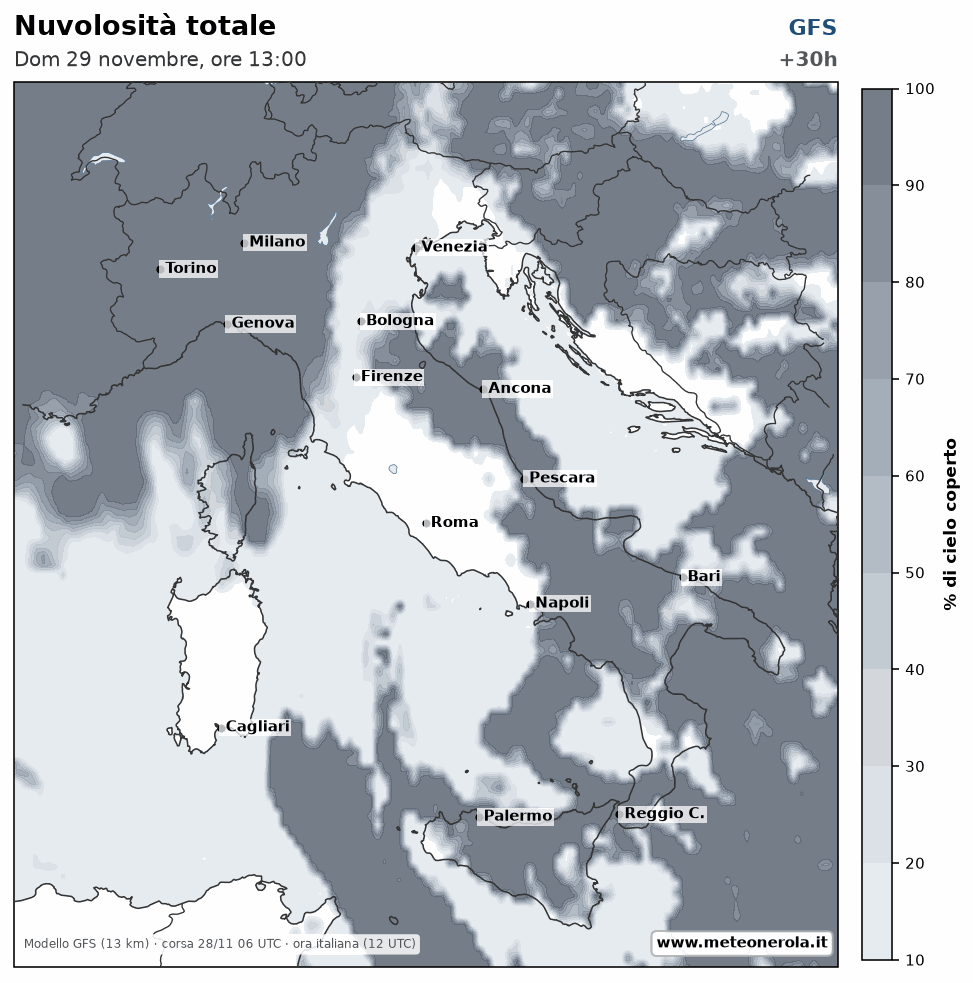 Nuvolosità totale
GFS
Dom 29 novembre, ore 13:00
+30h
100
90
80
70
60
50
40
30
20
10
% di cielo coperto
Milano
Venezia
Torino
Genova
Bologna
Firenze
Ancona
Pescara
Roma
Bari
Napoli
Cagliari
Palermo
Reggio C.
Modello GFS (13 km) · corsa 28/11 06 UTC · ora italiana (12 UTC)
www.meteonerola.it